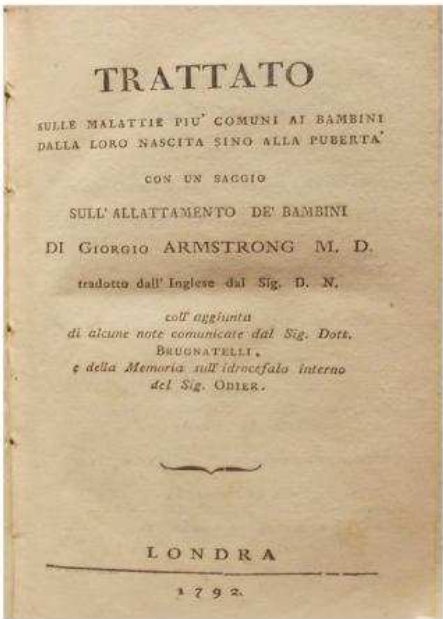 TRATTATO
SULLE MALATTIE PIU' COMUNI AI BAMBINI
DALLA LORO NASCITA SINO ALLA PUBERTA'
CON UN SAGGIO
SULL' ALLATTAMENTO DE' BAMBINI
DI GIORGIO ARMSTRONG M. D.
tradotto dall' Inglese dal Sig. D. N.
coll' aggiunta
di alcune note comunicate dal Sig. Dott.
BRUGNATELLI,
e della Memoria sull' idrocefalo interno
del Sig. ODIER.
LONDRA
1792.